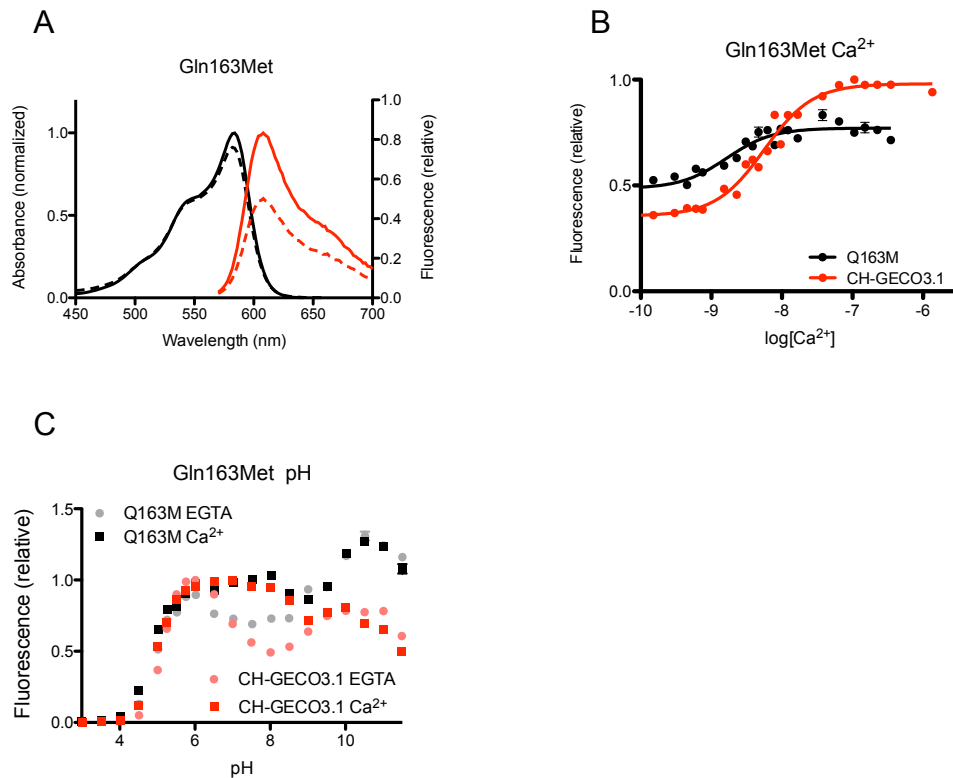 A
Gln163Met
Absorbance (normalized)
1.0
0.5
0.0
1.0
0.8
0.6
0.4
0.2
0.0
Fluorescence (relative)
450 500 550 600 650 700
Wavelength (nm)
B
Gln163Met Ca²⁺
Fluorescence (relative)
1.0
0.5
0.0
Q163M
CH-GECO3.1
-10 -9 -8 -7 -6
log[Ca²⁺]
C
Gln163Met pH
Fluorescence (relative)
1.5
1.0
0.5
0.0
Q163M EGTA
Q163M Ca²⁺
CH-GECO3.1 EGTA
CH-GECO3.1 Ca²⁺
4 6 8 10
pH